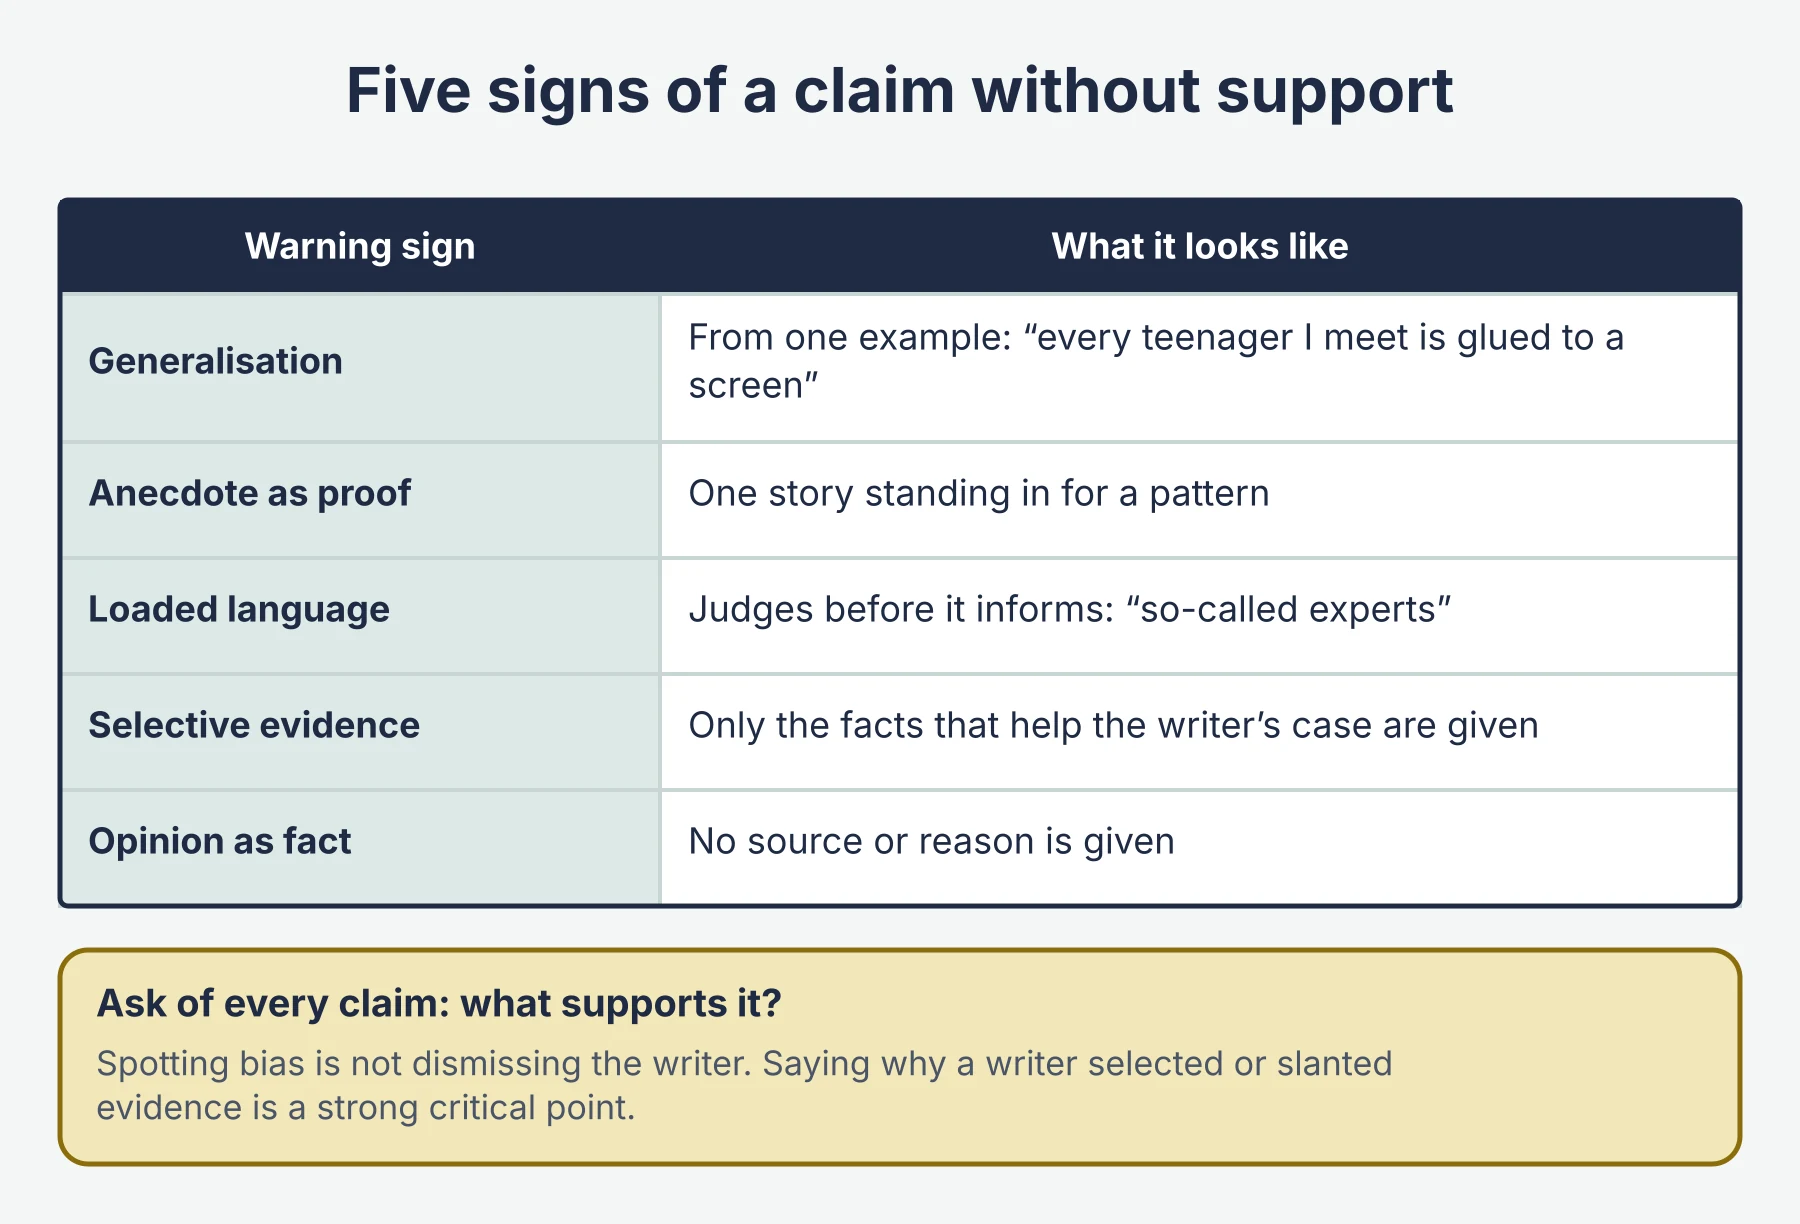 Five signs of a claim without support
Warning sign
What it looks like
Generalisation
From one example: “every teenager I meet is glued to a
screen”
Anecdote as proof
One story standing in for a pattern
Loaded language
Judges before it informs: “so-called experts”
Selective evidence
Only the facts that help the writer’s case are given
Opinion as fact
No source or reason is given
Ask of every claim: what supports it?
Spotting bias is not dismissing the writer. Saying why a writer selected or slanted
evidence is a strong critical point.